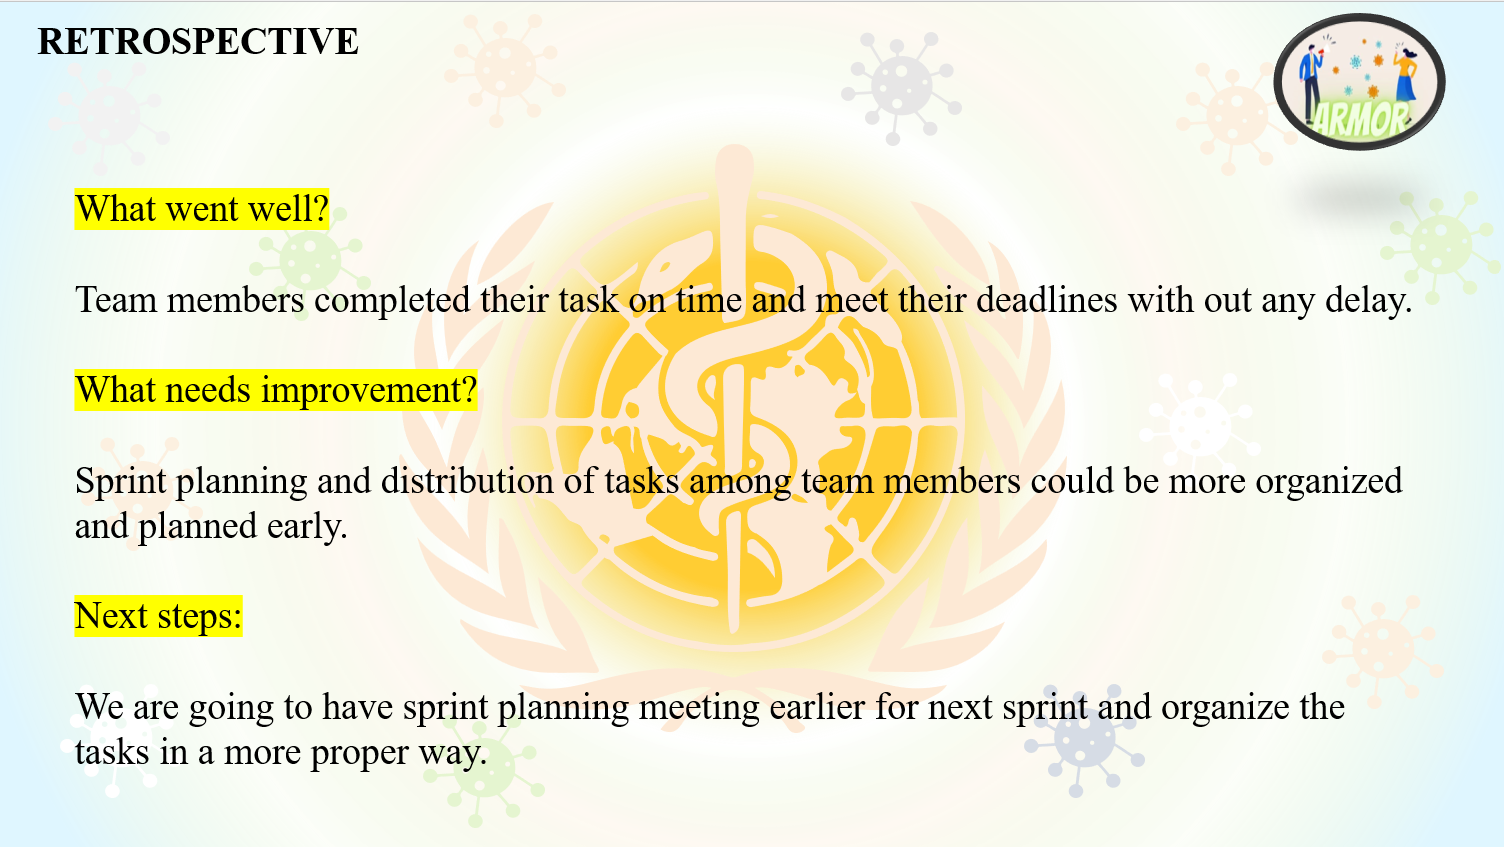 RETROSPECTIVE
ARMOR
What went well?
Team members completed their task on time and meet their deadlines with out any delay.
What needs improvement?
Sprint planning and distribution of tasks among team members could be more organized
and planned early.
Next steps:
We are going to have sprint planning meeting earlier for next sprint and organize the
tasks in a more proper way.